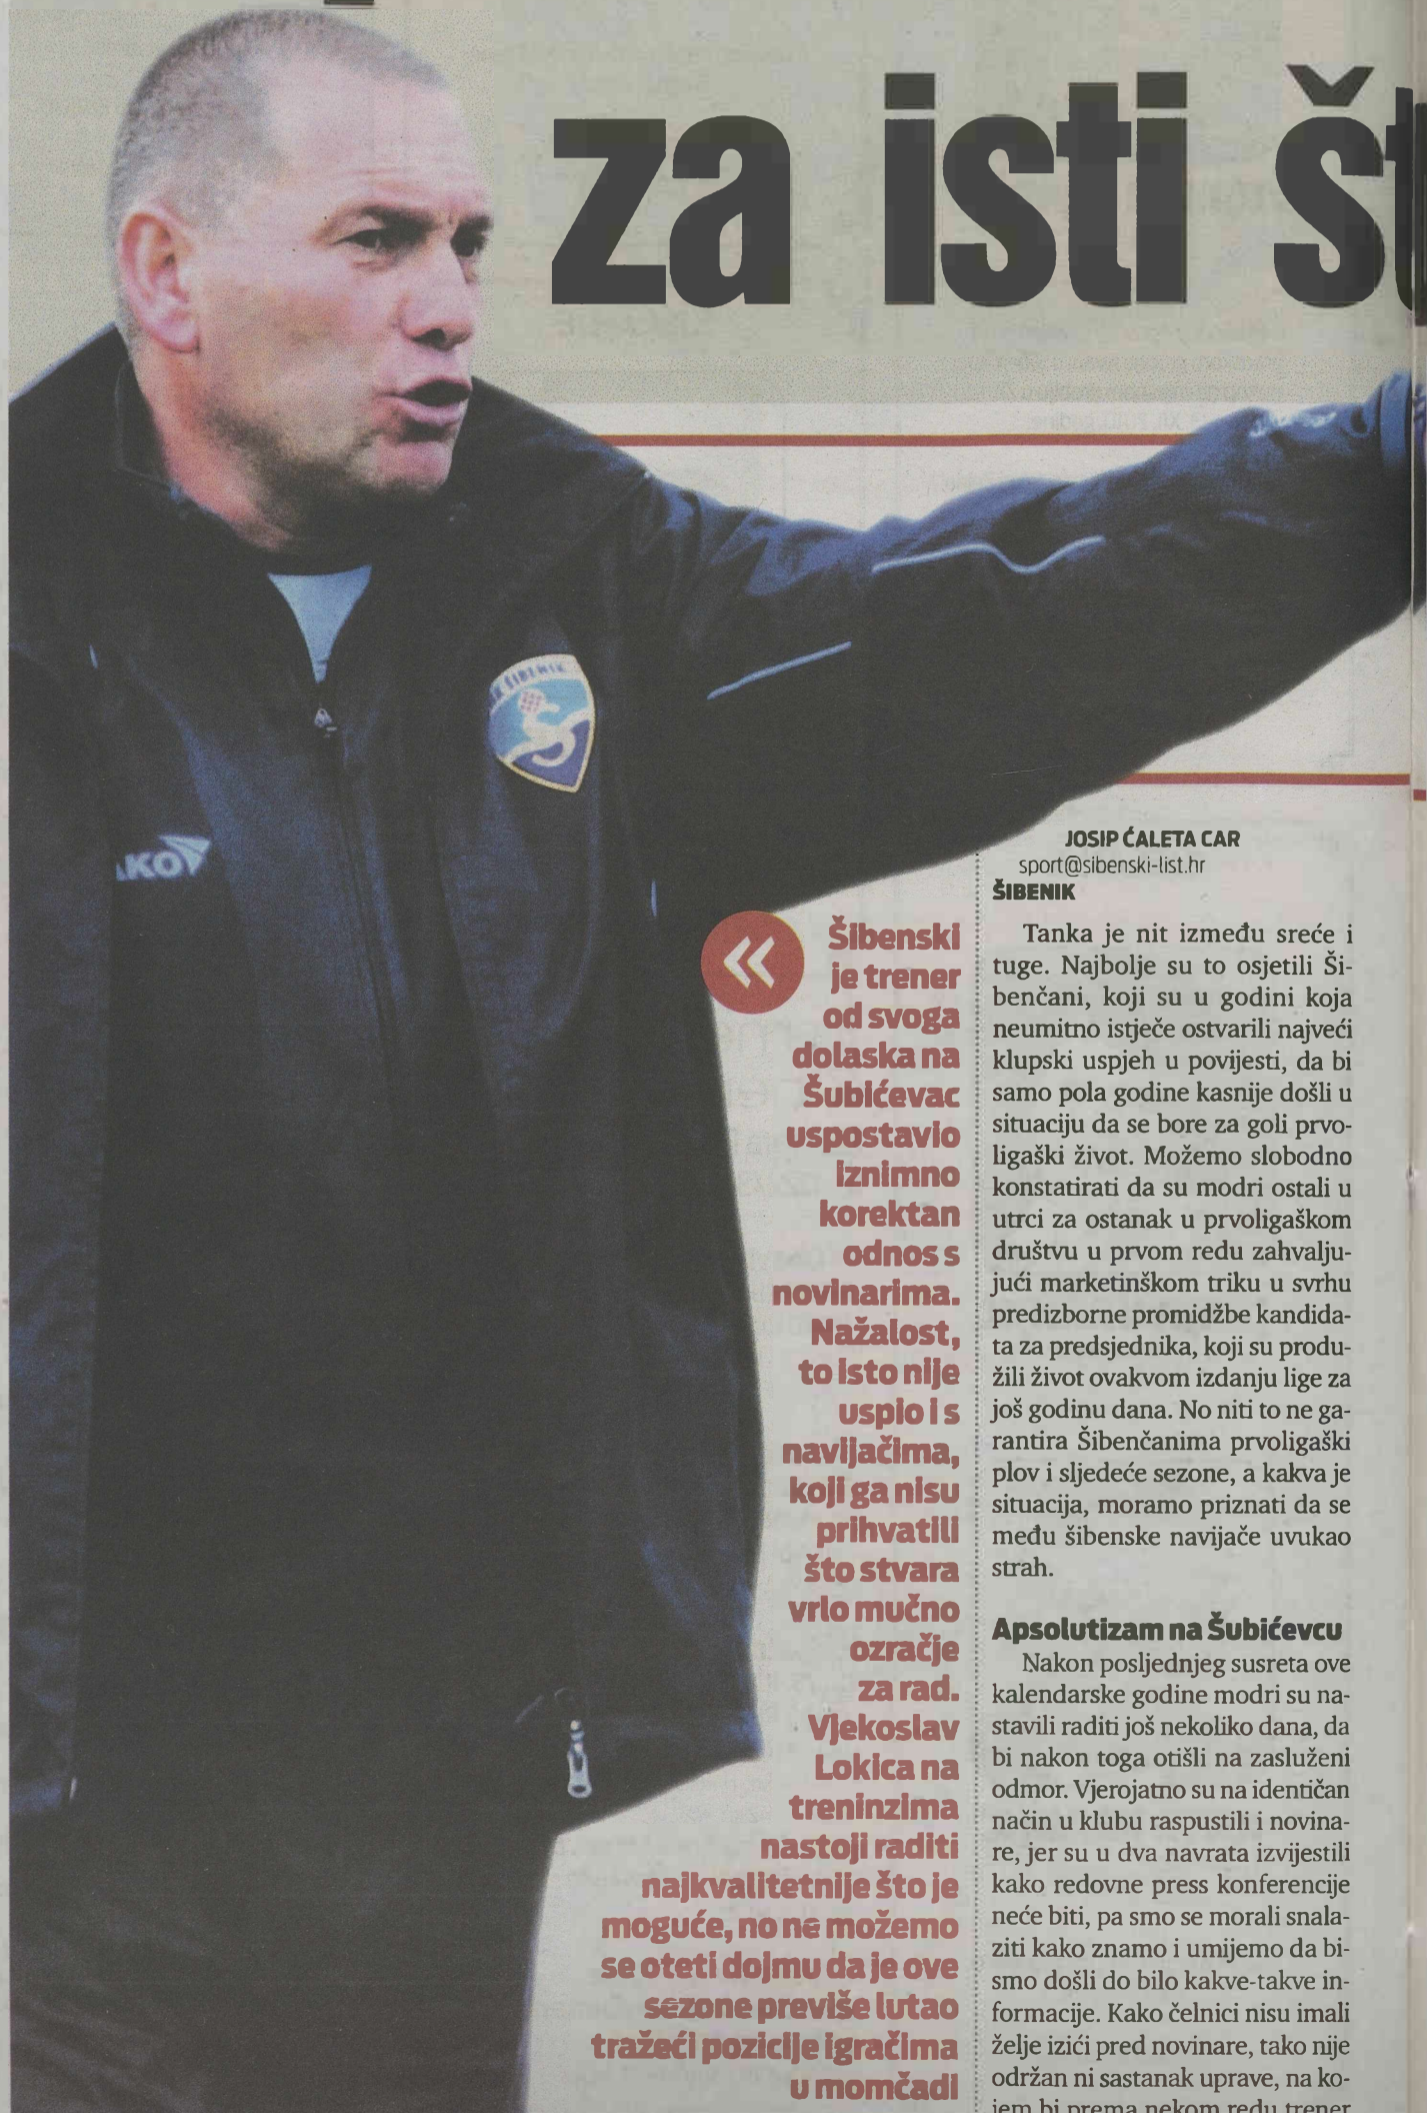 za isti
ŠIBENIK
JOSIP ĆALETA CAR
sport@sibenski-list.hr
ŠIBENIK
Šibenski
je trener
od svoga
dolaska na
Šubićevac
uspostavio
iznimno
korektan
odnos s
novinarima.
Nažalost,
to isto nije
uspio i s
navijačima,
koji ga nisu
prihvatili
što stvara
vrlo mučno
ozračje
za rad.
Vjekoslav
Lokica na
treninzima
nastoji raditi
najkvalitetnije što je
moguće, no ne možemo
se oteti dojmu da je ove
sezone previše lutao
tražeći pozicije igračima
u momčadi
Tanka je nit između sreće i
tuge. Najbolje su to osjetili Ši-
benčani, koji su u godini koja
neumitno istječe ostvarili najveći
klupski uspjeh u povijesti, da bi
samo pola godine kasnije došli u
situaciju da se bore za goli prvo-
ligaški život. Možemo slobodno
konstatirati da su modri ostali u
utrci za ostanak u prvoligaškom
društvu u prvom redu zahvalju-
jući marketinškom triku u svrhu
predizborne promidžbe kandida-
ta za predsjednika, koji su produ-
žili život ovakvom izdanju lige za
još godinu dana. No niti to ne ga-
rantira Šibenčanima prvoligaški
plov i sljedeće sezone, a kakva je
situacija, moramo priznati da se
među šibenske navijače uvukao
strah.
Apsolutizam na Šubićevcu
Nakon posljednjeg susreta ove
kalendarske godine modri su na-
stavili raditi još nekoliko dana, da
bi nakon toga otišli na zasluženi
odmor. Vjerojatno su na identičan
način u klubu raspustili i novina-
re, jer su u dva navrata izvijestili
kako redovne press konferencije
neće biti, pa smo se morali snala-
ziti kako znamo i umijemo da bi-
smo došli do bilo kakve-takve in-
formacije. Kako čelnici nisu imali
želje izići pred novinare, tako nije
održan ni sastanak uprave, na ko-
jem bi prema nekom redu trener